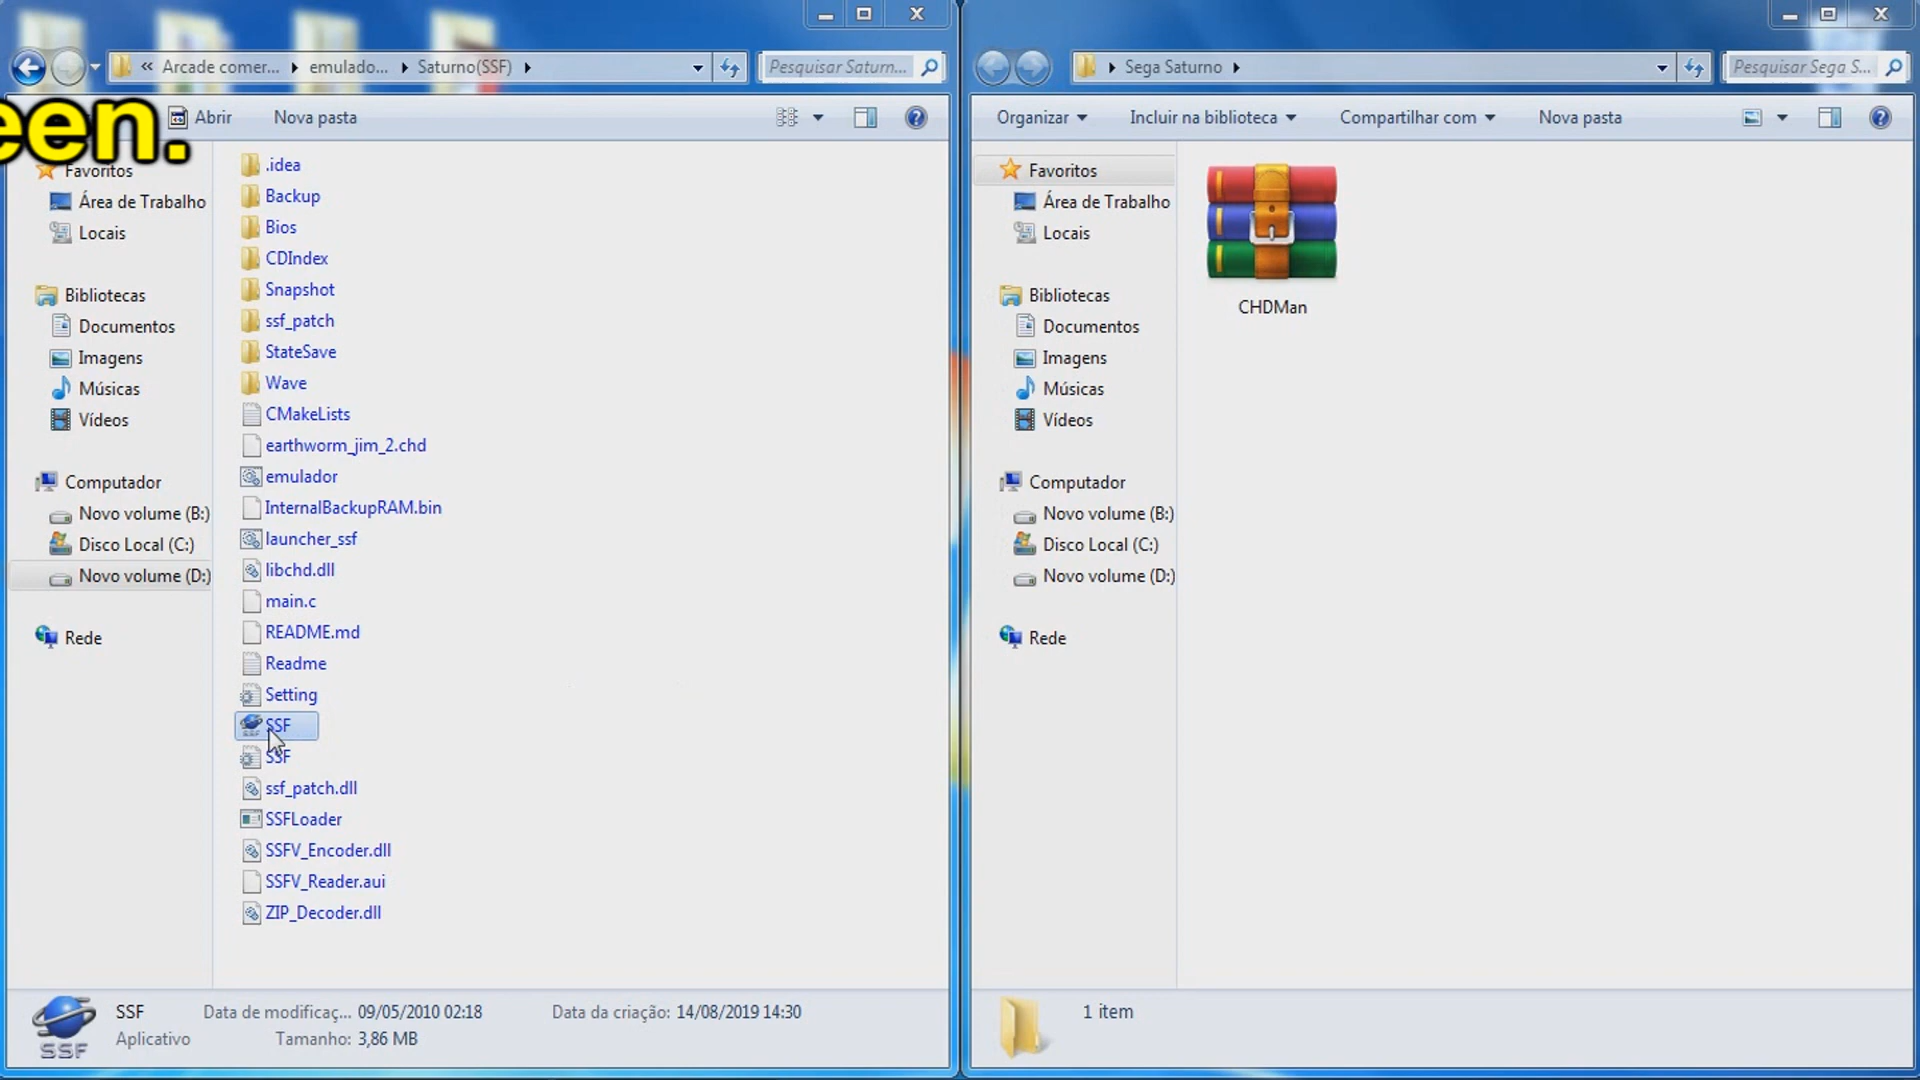 « Arcade comer... ▸ emulado... ▸ Saturno(SSF) ▸
Pesquisar Saturn...
een.
Abrir
Nova pasta
Favoritos
Área de Trabalho
Locais
Bibliotecas
Documentos
Imagens
Músicas
Vídeos
Computador
Novo volume (B:)
Disco Local (C:)
Novo volume (D:)
Rede
.idea
Backup
Bios
CDIndex
Snapshot
ssf_patch
StateSave
Wave
CMakeLists
earthworm_jim_2.chd
emulador
InternalBackupRAM.bin
launcher_ssf
libchd.dll
main.c
README.md
Readme
Setting
SSF
SSF
ssf_patch.dll
SSFLoader
SSFV_Encoder.dll
SSFV_Reader.aui
ZIP_Decoder.dll
SSF
SSF Data de modificaç... 09/05/2010 02:18 Data da criação: 14/08/2019 14:30
Aplicativo Tamanho: 3,86 MB
▸ Sega Saturno ▸
Pesquisar Sega S...
Organizar
Incluir na biblioteca
Compartilhar com
Nova pasta
Favoritos
Área de Trabalho
Locais
Bibliotecas
Documentos
Imagens
Músicas
Vídeos
Computador
Novo volume (B:)
Disco Local (C:)
Novo volume (D:)
Rede
CHDMan
1 item